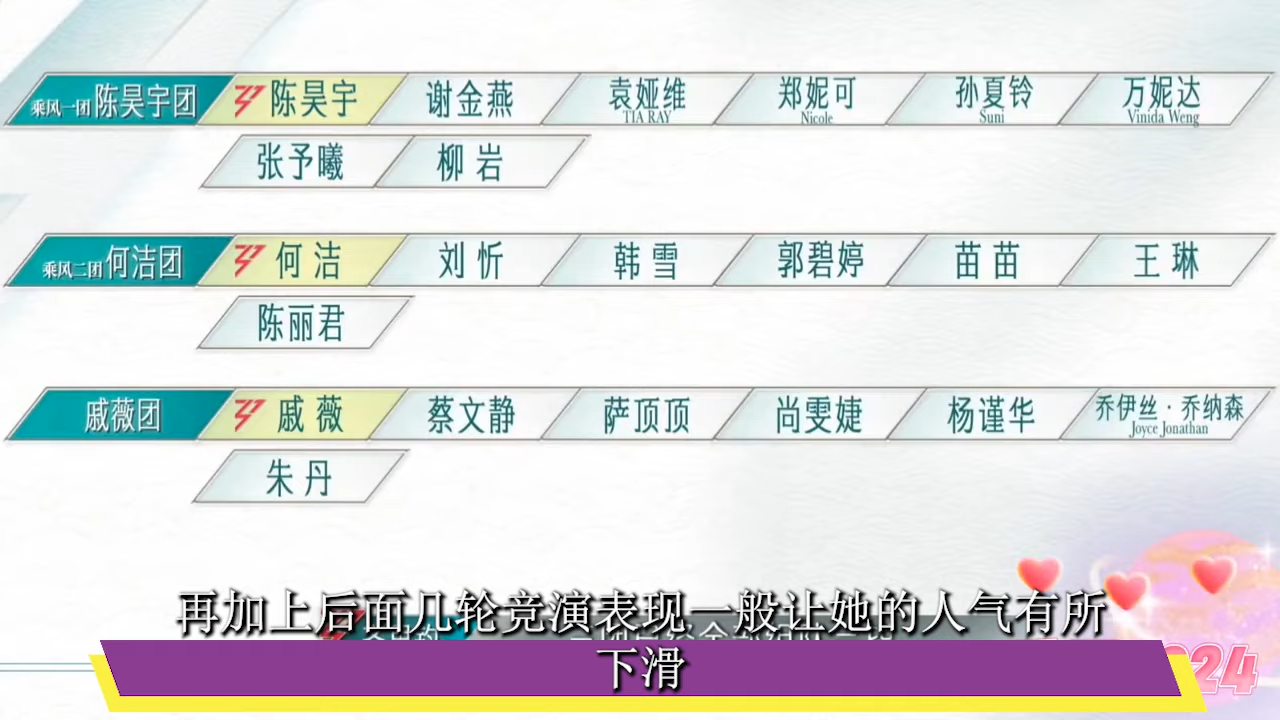 乘风一团陈昊宇团 陈昊宇 谢金燕 袁娅维 TIA RAY 郑妮可 Nicole 孙夏铃 Suni 万妮达 Vinida Weng
张予曦 柳岩
乘风二团何洁团 何洁 刘忻 韩雪 郭碧婷 苗苗 王琳
陈丽君
戚薇团 戚薇 蔡文静 萨顶顶 尚雯婕 杨谨华 乔伊丝·乔纳森 Joyce Jonathan
朱丹
再加上后面几轮竞演表现一般让她的人气有所
下滑